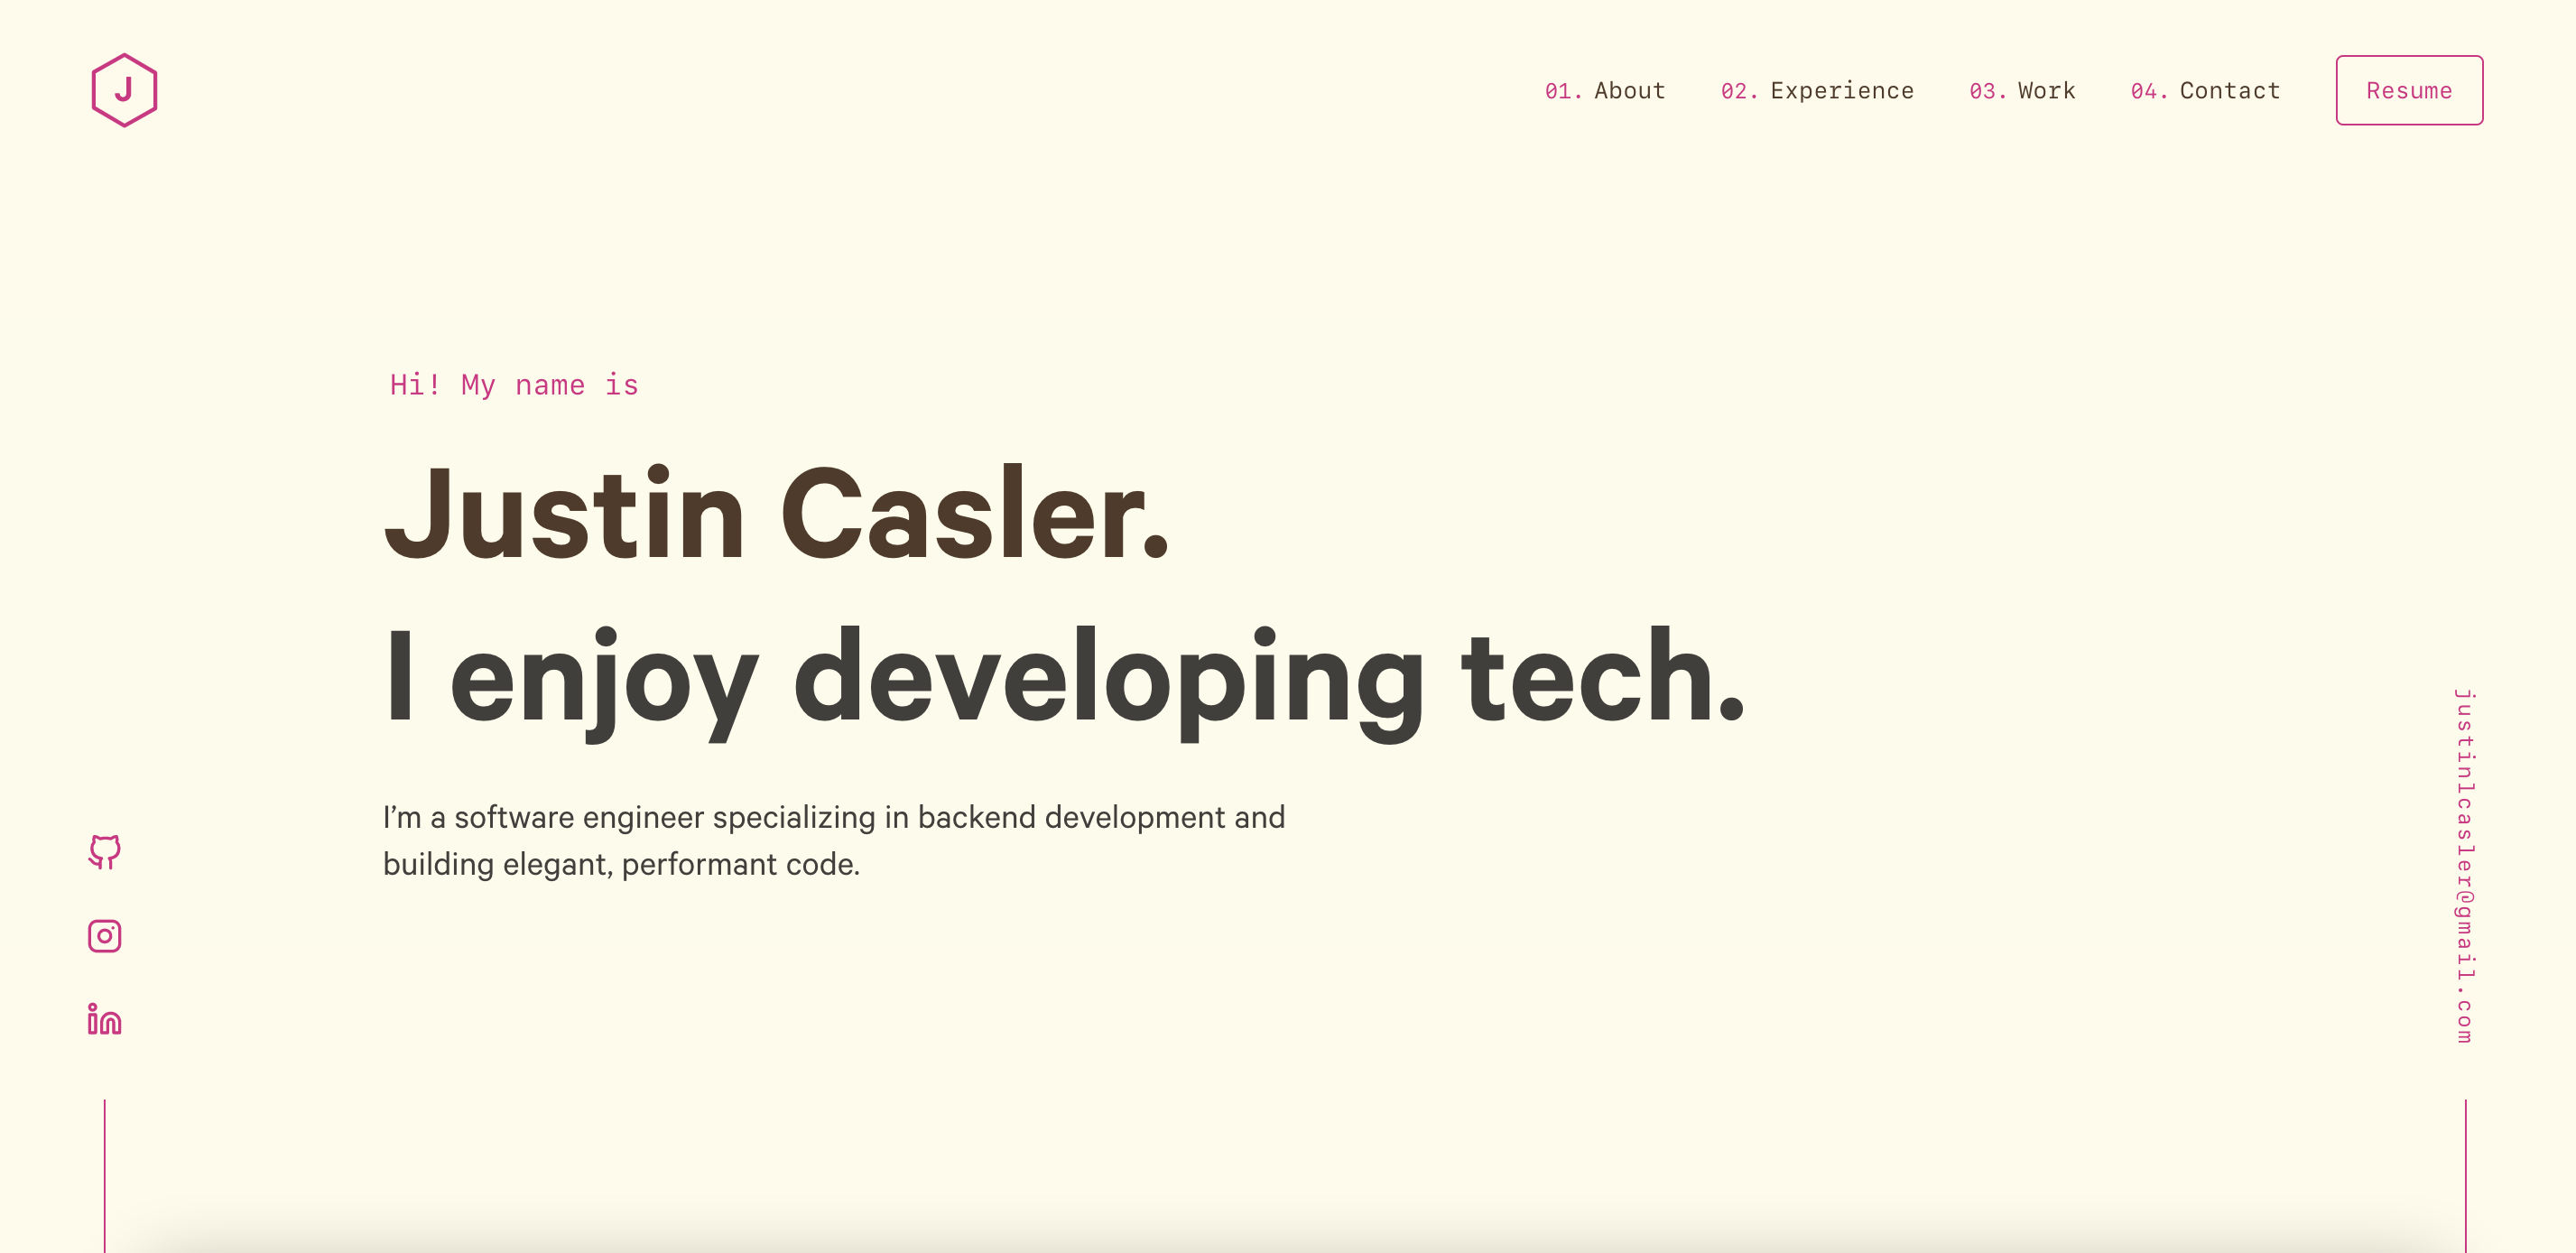 J
01. About 02. Experience 03. Work 04. Contact Resume
Hi! My name is
Justin Casler.
I enjoy developing tech.
I’m a software engineer specializing in backend development and
building elegant, performant code.
in
justinlcasler@gmail.com